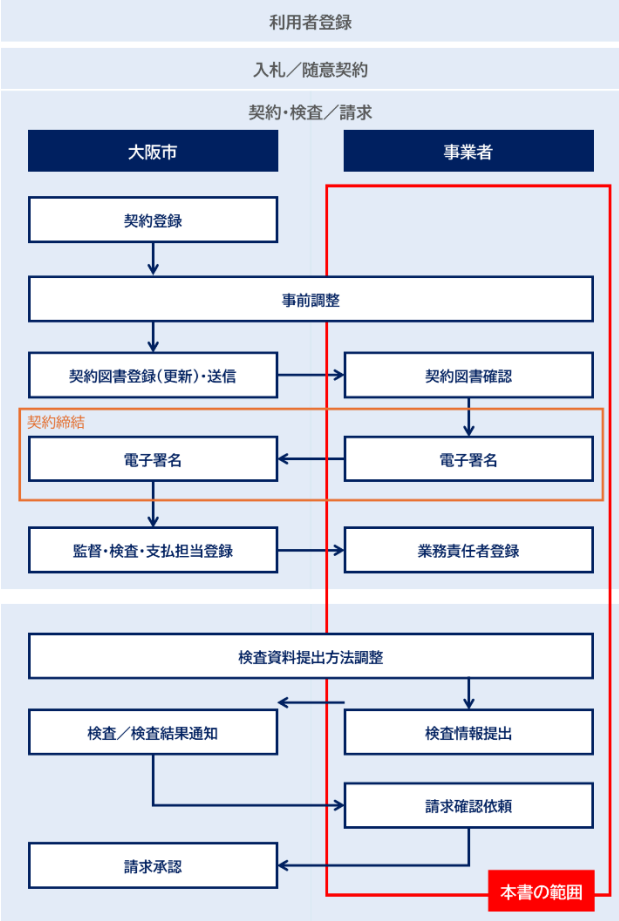 利用者登録
入札／随意契約
契約・検査／請求
大阪市
事業者
契約登録
事前調整
契約図書登録（更新）・送信
契約図書確認
契約締結
電子署名
電子署名
監督・検査・支払担当登録
業務責任者登録
検査資料提出方法調整
検査／検査結果通知
検査情報提出
請求確認依頼
請求承認
本書の範囲